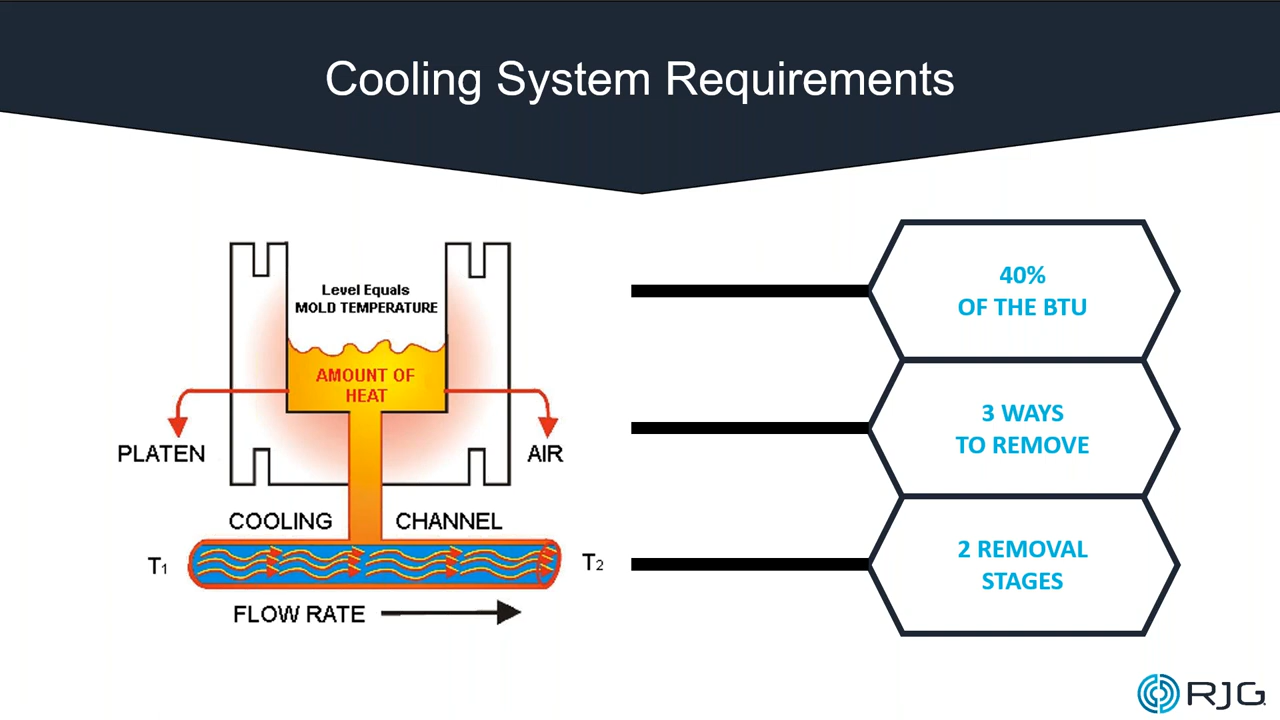 Cooling System Requirements
Level Equals
MOLD TEMPERATURE
AMOUNT OF
HEAT
PLATEN
AIR
COOLING CHANNEL
T1
T2
FLOW RATE
40%
OF THE BTU
3 WAYS
TO REMOVE
2 REMOVAL
STAGES
RJG